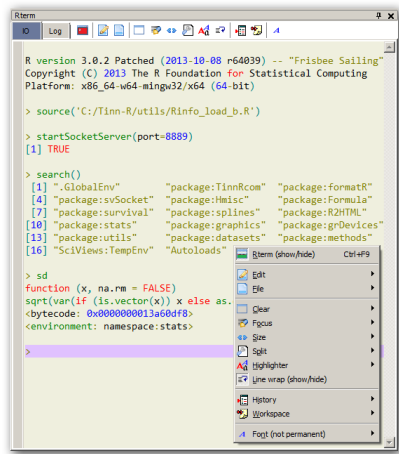 Rterm
IO Log
R version 3.0.2 Patched (2013-10-08 r64039) -- "Frisbee Sailing"
Copyright (C) 2013 The R Foundation for Statistical Computing
Platform: x86_64-w64-mingw32/x64 (64-bit)
> source('C:/Tinn-R/utils/Rinfo_load_b.R')
> startSocketServer(port=8889)
[1] TRUE
> search()
[1] ".GlobalEnv" "package:TinnRcom" "package:formatR"
[4] "package:svSocket" "package:Hmisc" "package:Formula"
[7] "package:survival" "package:splines" "package:R2HTML"
[10] "package:stats" "package:graphics" "package:grDevices"
[13] "package:utils" "package:datasets" "package:methods"
[16] "SciViews:TempEnv" "Autoloads"
> sd
function (x, na.rm = FALSE)
sqrt(var(if (is.vector(x)) x else as.
<bytecode: 0x0000000013a60df8>
<environment: namespace:stats>
>
Rterm (show/hide) Ctrl+F9
Edit
File
Clear
Focus
Size
Split
Highlighter
Line wrap (show/hide)
History
Workspace
Font (not permanent)